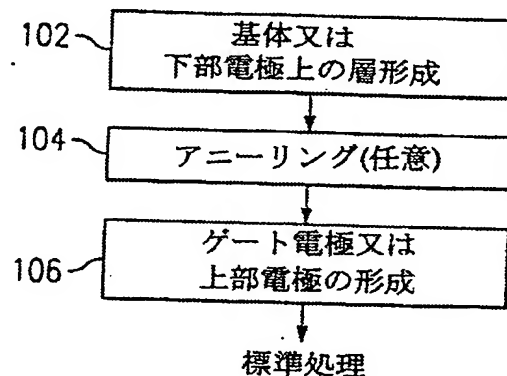 102
基体又は
下部電極上の層形成
104
アニーリング(任意)
106
ゲート電極又は
上部電極の形成
標準処理